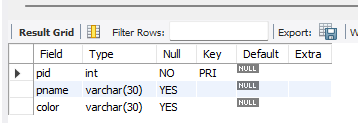 Result Grid Filter Rows: Export: W
Field Type Null Key Default Extra
pid int NO PRI NULL
pname varchar(30) YES NULL
color varchar(30) YES NULL